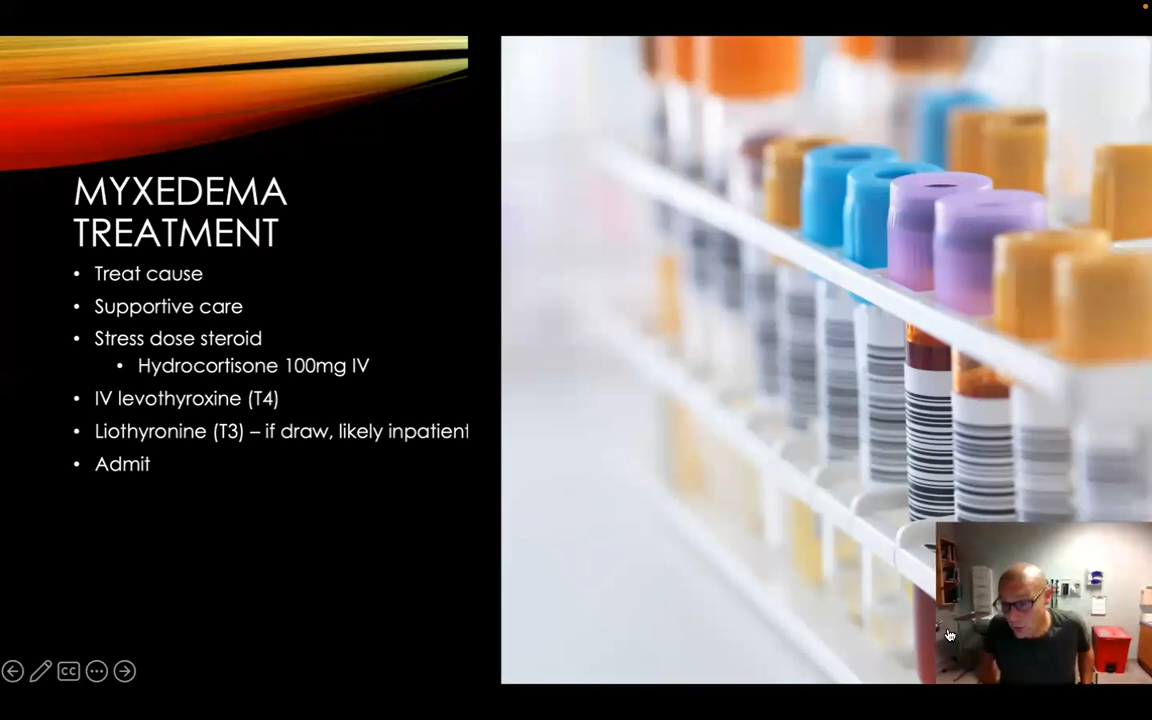 MYXEDEMA
TREATMENT
• Treat cause
• Supportive care
• Stress dose steroid
• Hydrocortisone 100mg IV
• IV levothyroxine (T4)
• Liothyronine (T3) – if draw, likely inpatient
• Admit
CC